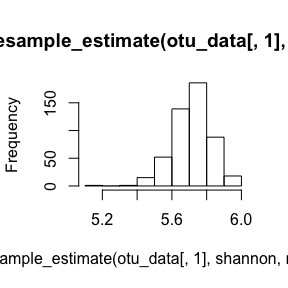 esample_estimate(otu_data[, 1],
Frequency
150
50
0
5.2
5.6
6.0
ample_estimate(otu_data[, 1], shannon, r